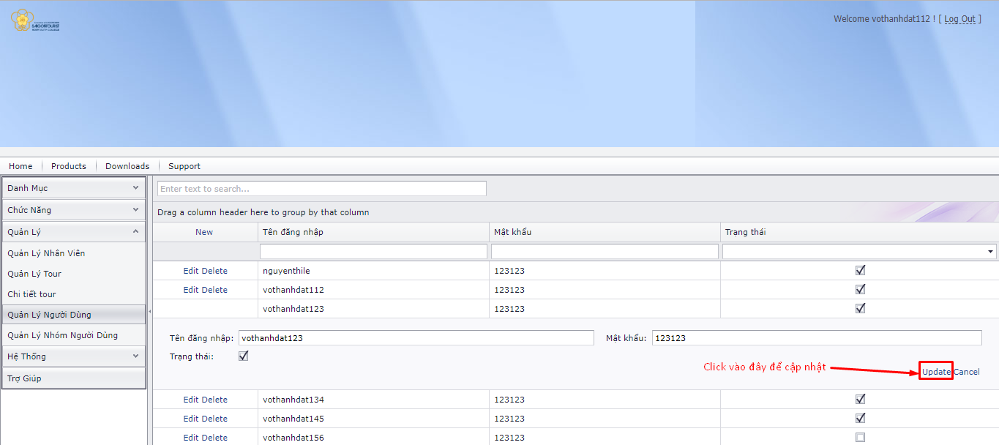 SAIGONTOURIST
Welcome vothanhdat112 ! [ Log Out ]
Home Products Downloads Support
Danh Mục
Chức Năng
Quản Lý
Quản Lý Nhân Viên
Quản Lý Tour
Chi tiết tour
Quản Lý Người Dùng
Quản Lý Nhóm Người Dùng
Hệ Thống
Trợ Giúp
Enter text to search...
Drag a column header here to group by that column
New Tên đăng nhập Mật khẩu Trạng thái
Edit Delete nguyenthile 123123
Edit Delete vothanhdat112 123123
vothanhdat123 123123
Tên đăng nhập: vothanhdat123 Mật khẩu: 123123
Trạng thái:
Click vào đây để cập nhật
Update Cancel
Edit Delete vothanhdat134 123123
Edit Delete vothanhdat145 123123
Edit Delete vothanhdat156 123123